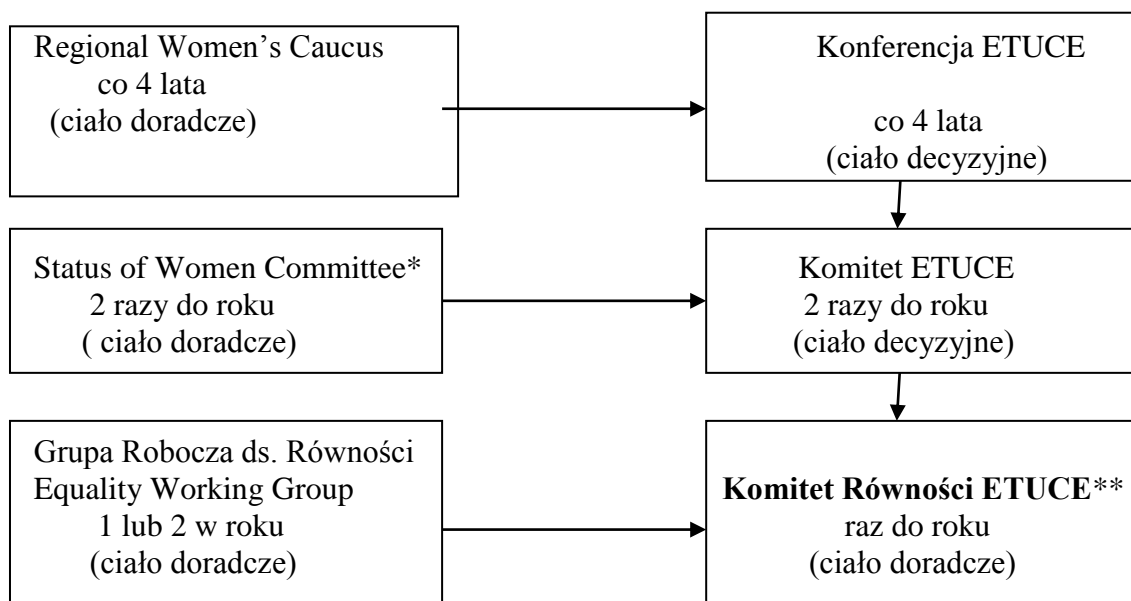 Regional Women’s Caucus
co 4 lata
(ciało doradcze)
Konferencja ETUCE
co 4 lata
(ciało decyzyjne)
Status of Women Committee*
2 razy do roku
( ciało doradcze)
Komitet ETUCE
2 razy do roku
(ciało decyzyjne)
Grupa Robocza ds. Równości
Equality Working Group
1 lub 2 w roku
(ciało doradcze)
Komitet Równości ETUCE**
raz do roku
(ciało doradcze)